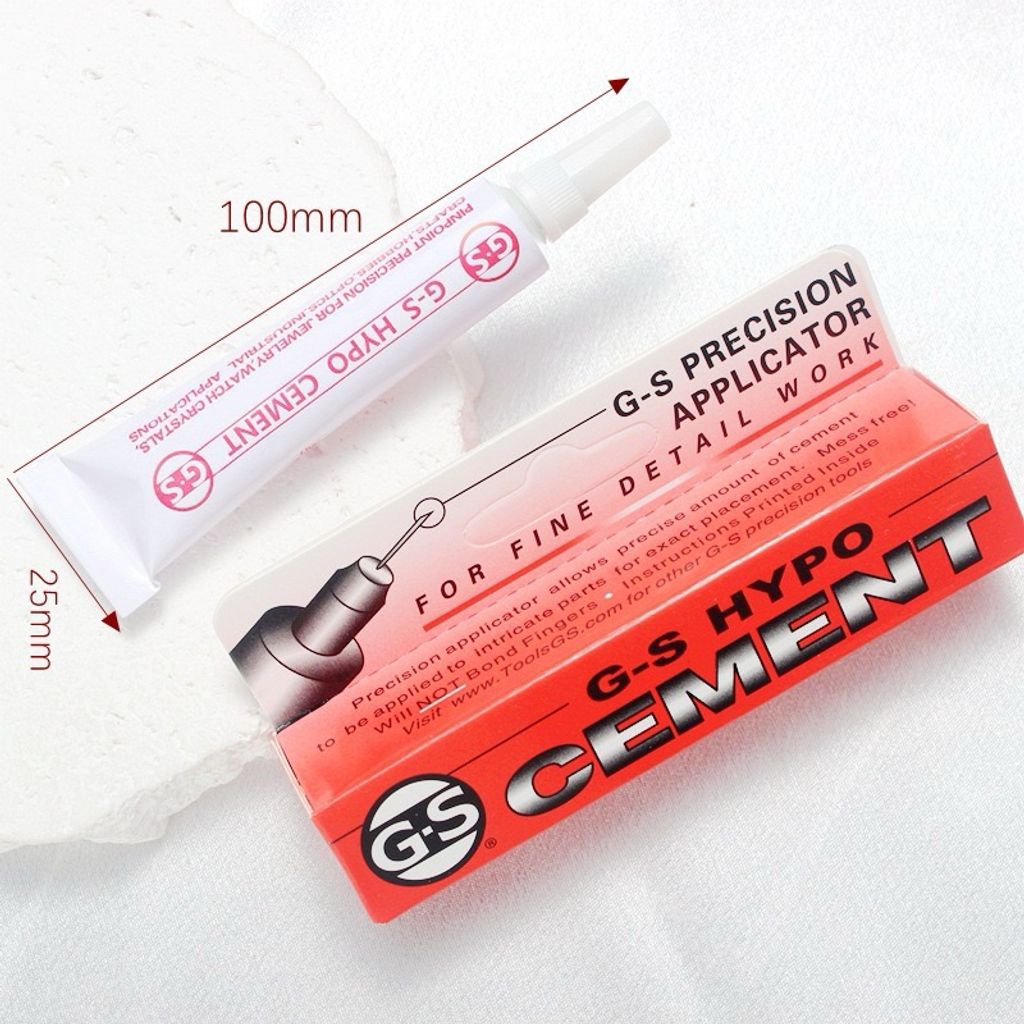 100mm
25mm
G-S
G-S HYPO CEMENT
G-S
PINPOINT PRECISION FOR JEWELRY, WATCH CRYSTALS,
CRAFTS, HOBBIES, OPTICS, INDUSTRIAL APPLICATIONS
G-S PRECISION
APPLICATOR
FOR FINE DETAIL WORK
Precision applicator allows precise amount of cement
to be applied to intricate parts for exact placement. Mess free!
Will NOT Bond Fingers. Instructions Printed Inside
Visit www.ToolsGS.com for other G-S precision tools
G-S HYPO
CEMENT
G-S®